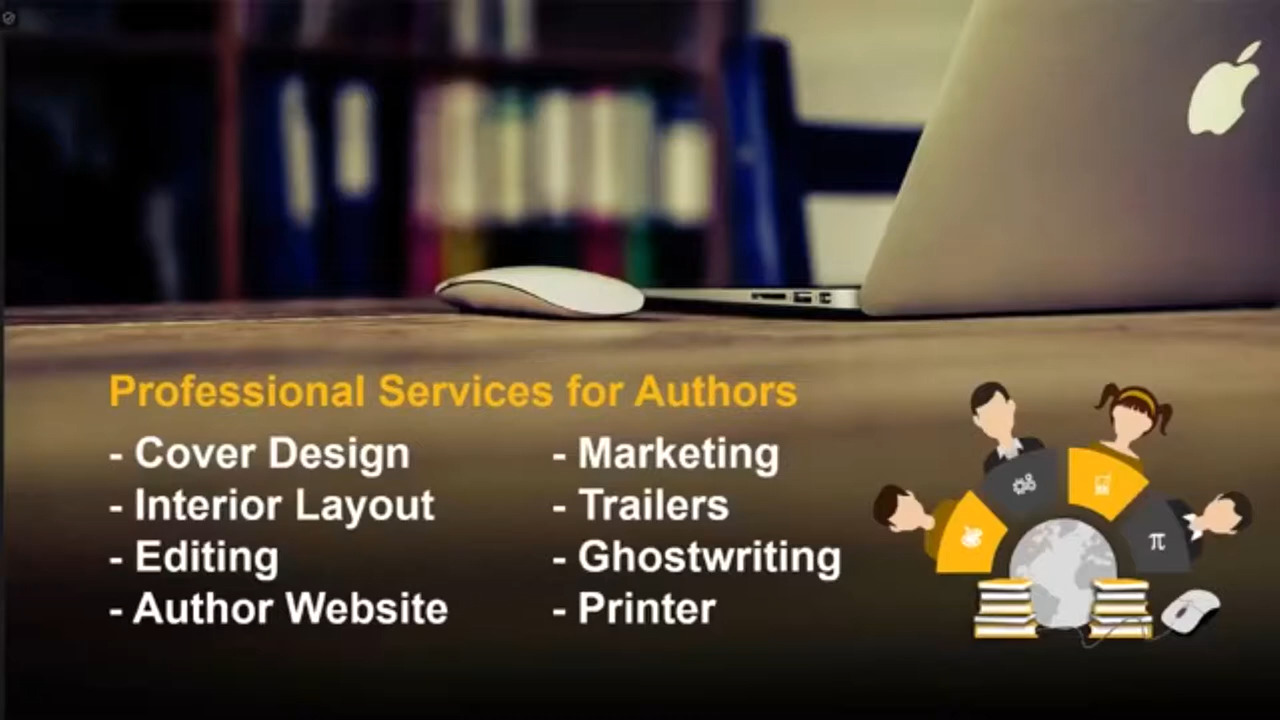 Professional Services for Authors
- Cover Design
- Interior Layout
- Editing
- Author Website
- Marketing
- Trailers
- Ghostwriting
- Printer
π